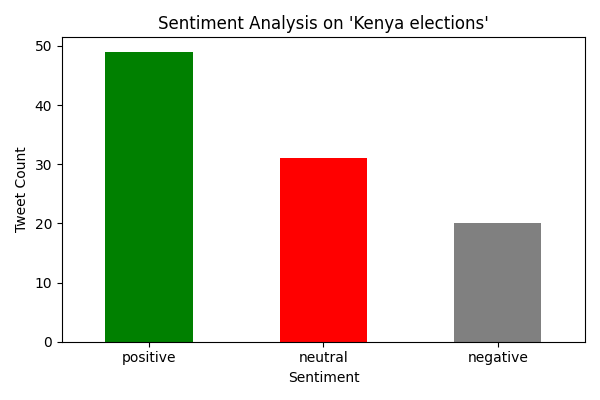 Sentiment Analysis on 'Kenya elections'
50
40
30
20
10
0
Tweet Count
positive neutral negative
Sentiment